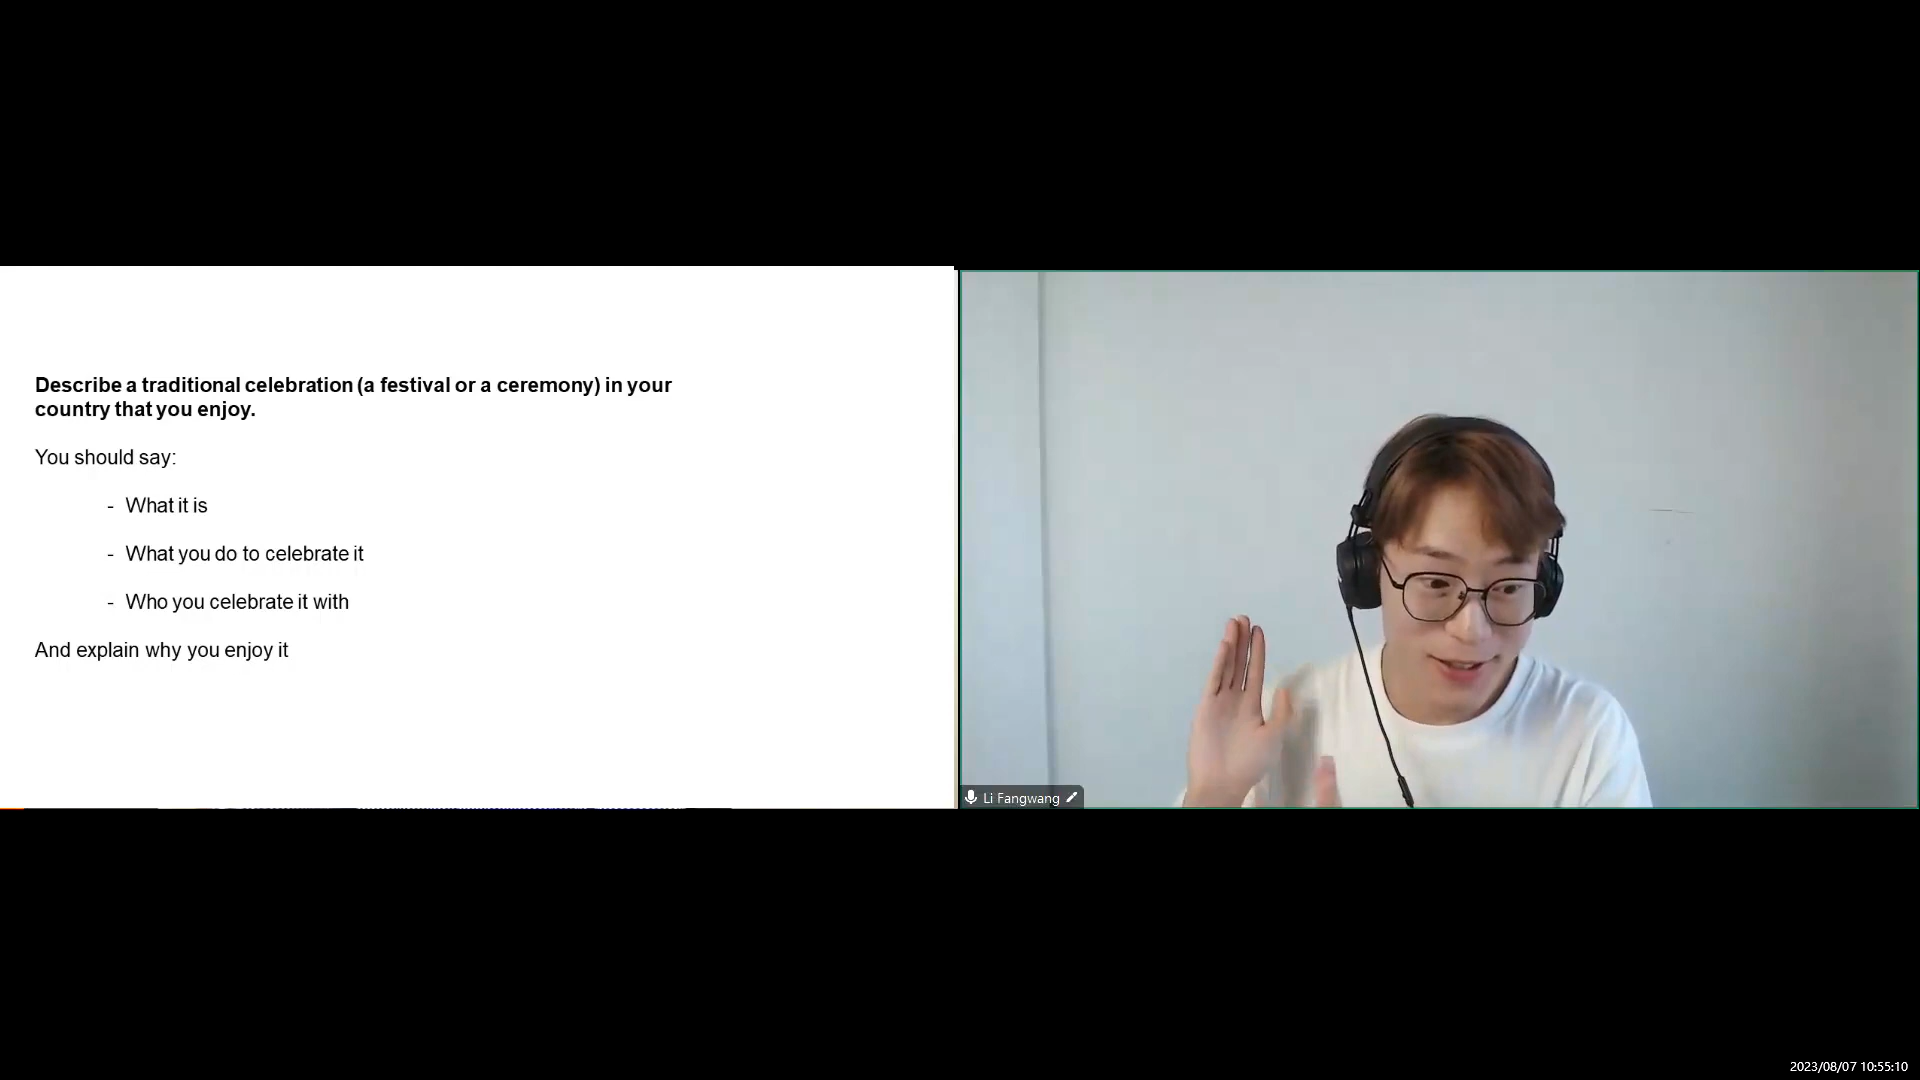 Describe a traditional celebration (a festival or a ceremony) in your
country that you enjoy.
You should say:
- What it is
- What you do to celebrate it
- Who you celebrate it with
And explain why you enjoy it
Li Fangwang
2023/08/07 10:55:10